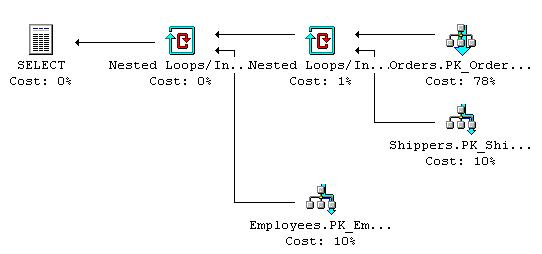 SELECT
Cost: 0%
Nested Loops/In...
Cost: 0%
Nested Loops/In...
Cost: 1%
Orders.PK_Order...
Cost: 78%
Shippers.PK_Shi...
Cost: 10%
Employees.PK_Em...
Cost: 10%